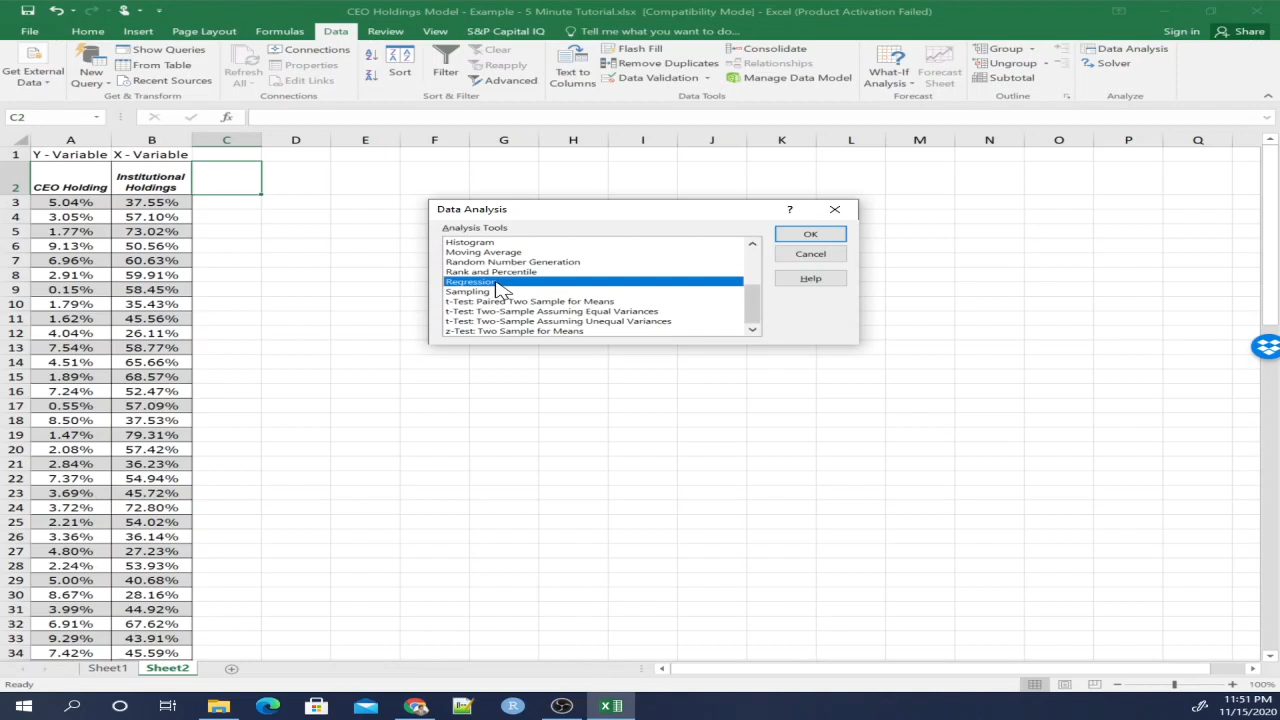 CEO Holdings Model - Example - 5 Minute Tutorial.xlsx [Compatibility Mode] - Excel (Product Activation Failed)
File Home Insert Page Layout Formulas Data Review View S&P Capital IQ Tell me what you want to do... Sign in Share
Get External Data
New Query
Show Queries
From Table
Recent Sources
Get & Transform
Refresh All
Connections
Properties
Edit Links
Connections
Sort
Filter
Clear
Reapply
Advanced
Sort & Filter
Text to Columns
Flash Fill
Remove Duplicates
Data Validation
Consolidate
Relationships
Manage Data Models
Data Tools
What-If Analysis
Forecast Sheet
Forecast
Group
Ungroup
Subtotal
Outline
Data Analysis
Solver
Analyze
C2 fx
A B C D E F G H I J K L M N O P Q
1 Y - Variable X - Variable
2 CEO Holding Institutional Holdings
3 5.04% 37.55%
4 3.05% 57.10%
5 1.77% 73.02%
6 9.13% 50.56%
7 6.96% 60.63%
8 2.91% 59.91%
9 0.15% 58.45%
10 1.79% 35.43%
11 1.62% 45.56%
12 4.04% 26.11%
13 7.54% 58.77%
14 4.51% 65.66%
15 1.89% 68.57%
16 7.24% 52.47%
17 0.55% 57.09%
18 8.50% 37.53%
19 1.47% 79.31%
20 2.08% 57.42%
21 2.84% 36.23%
22 7.37% 54.94%
23 3.69% 45.72%
24 3.72% 72.80%
25 2.21% 54.02%
26 3.36% 36.14%
27 4.80% 27.23%
28 2.24% 53.93%
29 5.00% 40.68%
30 8.67% 28.16%
31 3.99% 44.92%
32 6.91% 67.62%
33 9.29% 43.91%
34 7.42% 45.59%
Data Analysis ?
Analysis Tools
Histogram
Moving Average
Random Number Generation
Rank and Percentile
Regression
Sampling
t-Test: Paired Two Sample for Means
t-Test: Two-Sample Assuming Equal Variances
t-Test: Two-Sample Assuming Unequal Variances
z-Test: Two Sample for Means
OK
Cancel
Help
Sheet1 Sheet2
Ready 100%
11:51 PM
11/15/2020